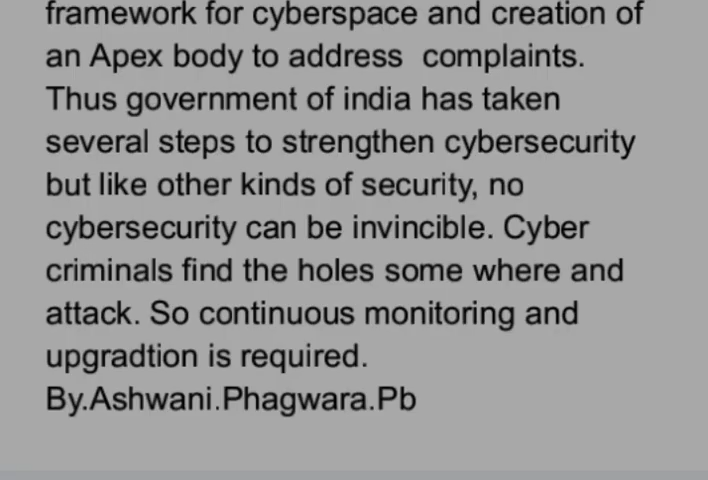 framework for cyberspace and creation of
an Apex body to address  complaints.
Thus government of india has taken
several steps to strengthen cybersecurity
but like other kinds of security, no
cybersecurity can be invincible. Cyber
criminals find the holes some where and
attack. So continuous monitoring and
upgradtion is required.
By.Ashwani.Phagwara.Pb